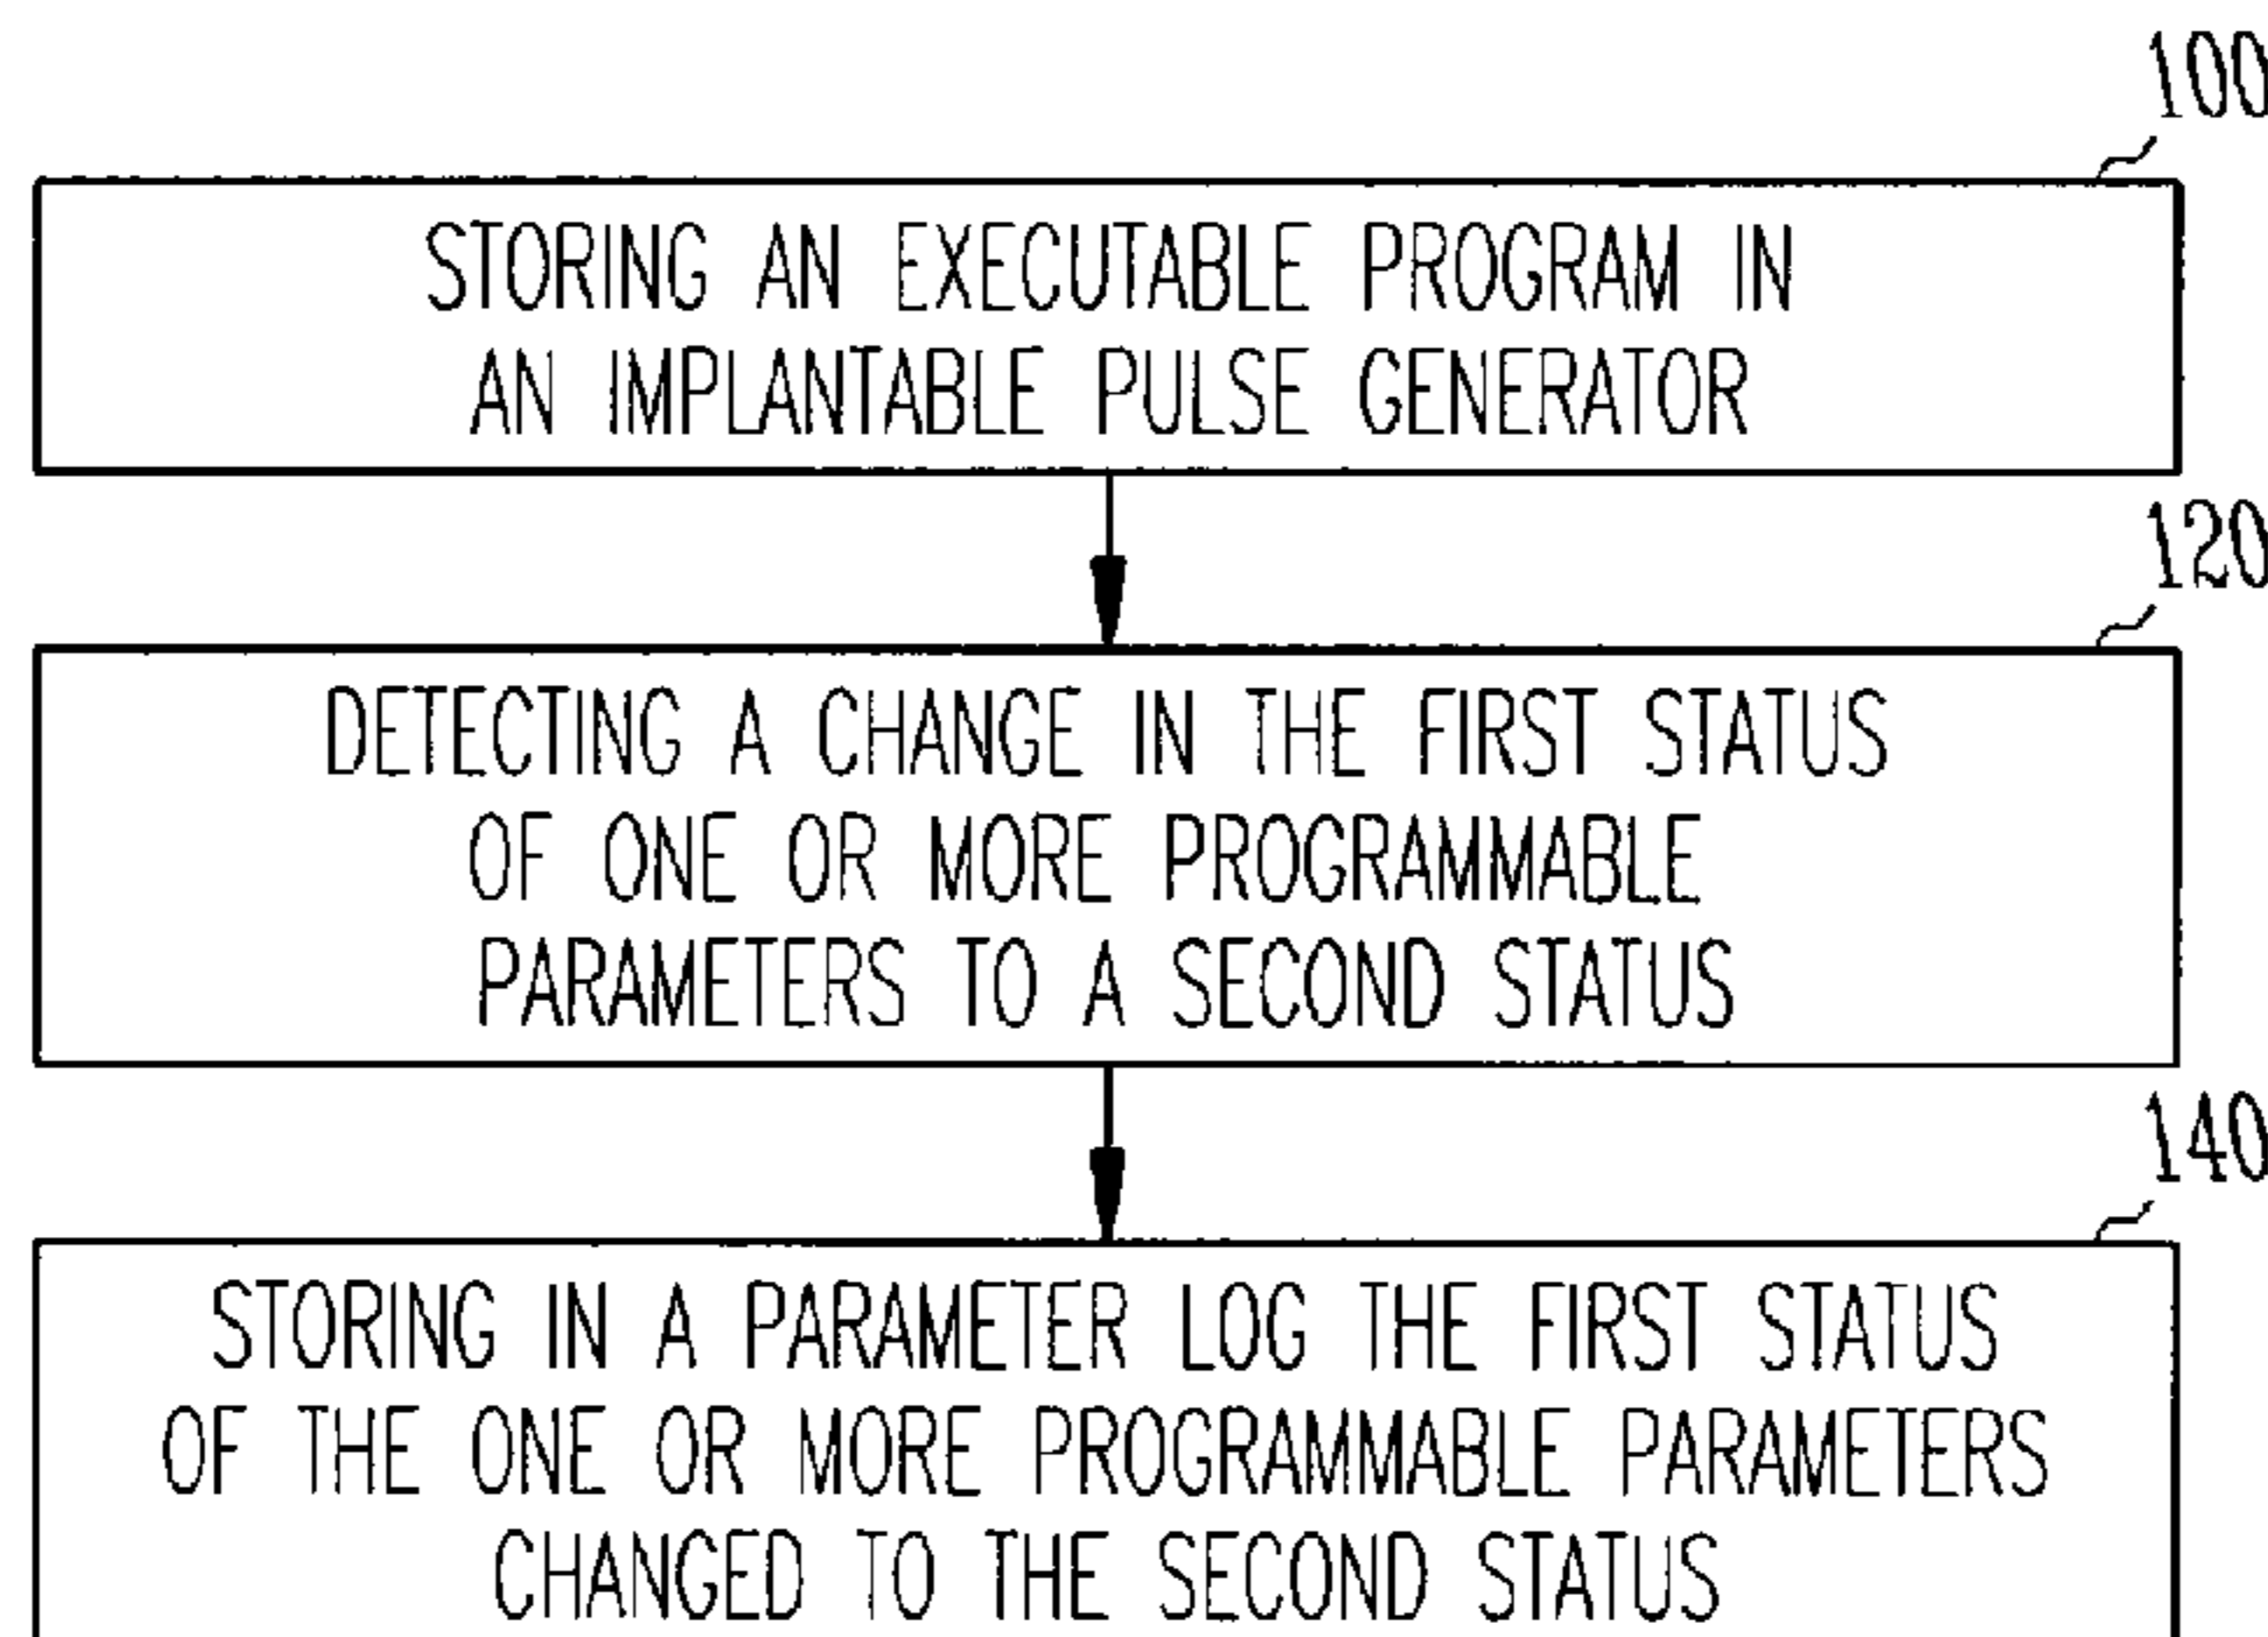 100
STORING AN EXECUTABLE PROGRAM IN
AN IMPLANTABLE PULSE GENERATOR
120
DETECTING A CHANGE IN THE FIRST STATUS
OF ONE OR MORE PROGRAMMABLE
PARAMETERS TO A SECOND STATUS
140
STORING IN A PARAMETER LOG THE FIRST STATUS
OF THE ONE OR MORE PROGRAMMABLE PARAMETERS
CHANGED TO THE SECOND STATUS